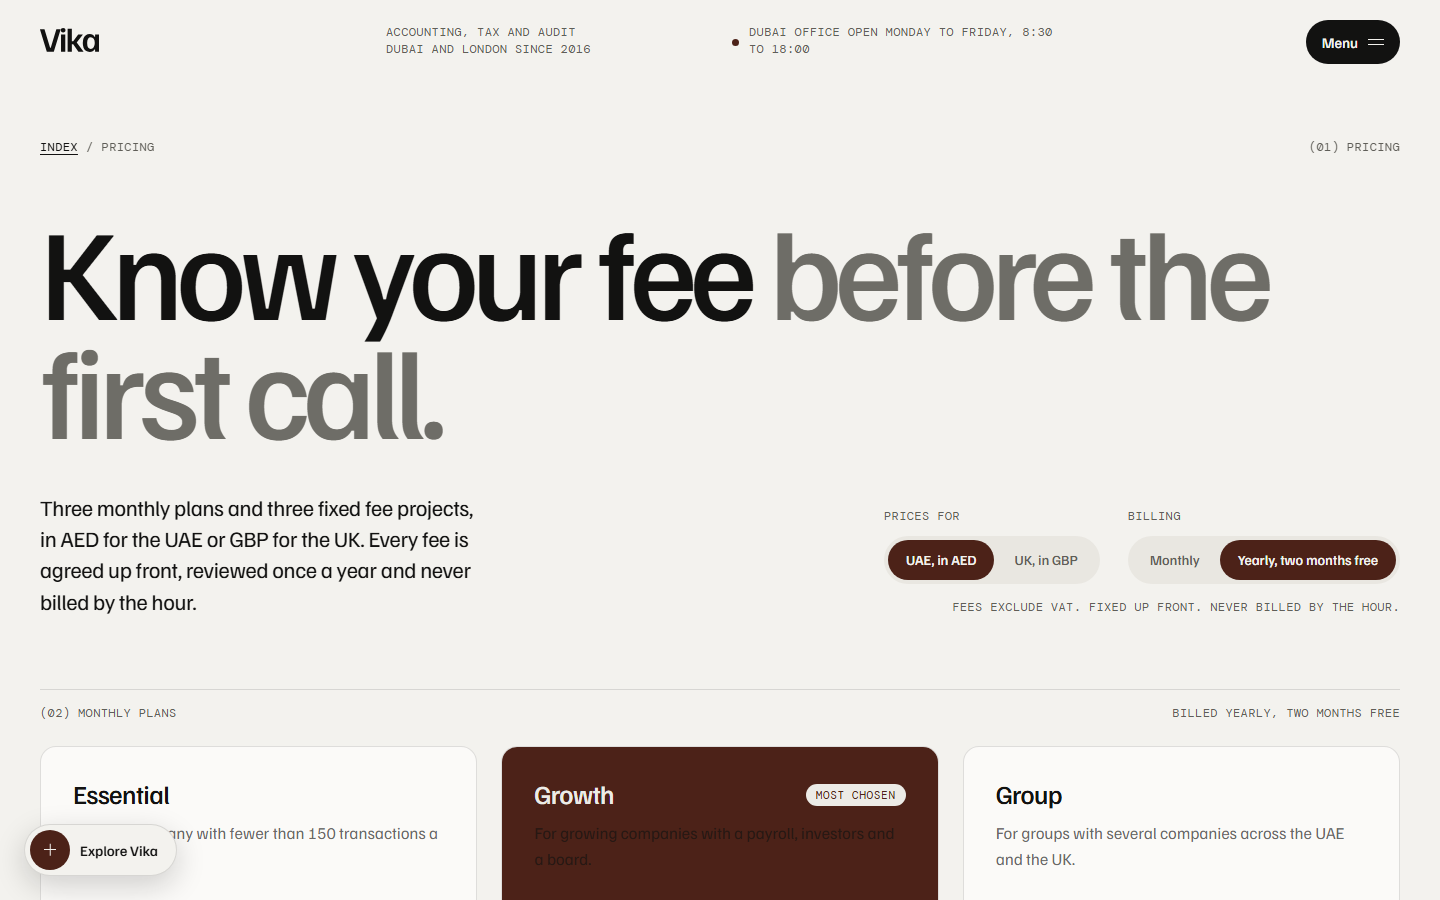 Vika
ACCOUNTING, TAX AND AUDIT
DUBAI AND LONDON SINCE 2016
DUBAI OFFICE OPEN MONDAY TO FRIDAY, 8:30
TO 18:00
Menu
INDEX / PRICING
(01) PRICING
Know your fee before the
first call.
Three monthly plans and three fixed fee projects,
in AED for the UAE or GBP for the UK. Every fee is
agreed up front, reviewed once a year and never
billed by the hour.
PRICES FOR
UAE, in AED
UK, in GBP
BILLING
Monthly
Yearly, two months free
FEES EXCLUDE VAT. FIXED UP FRONT. NEVER BILLED BY THE HOUR.
(02) MONTHLY PLANS
BILLED YEARLY, TWO MONTHS FREE
Essential
with fewer than 150 transactions a
Growth
MOST CHOSEN
For growing companies with a payroll, investors and
a board.
Group
For groups with several companies across the UAE
and the UK.
Explore Vika